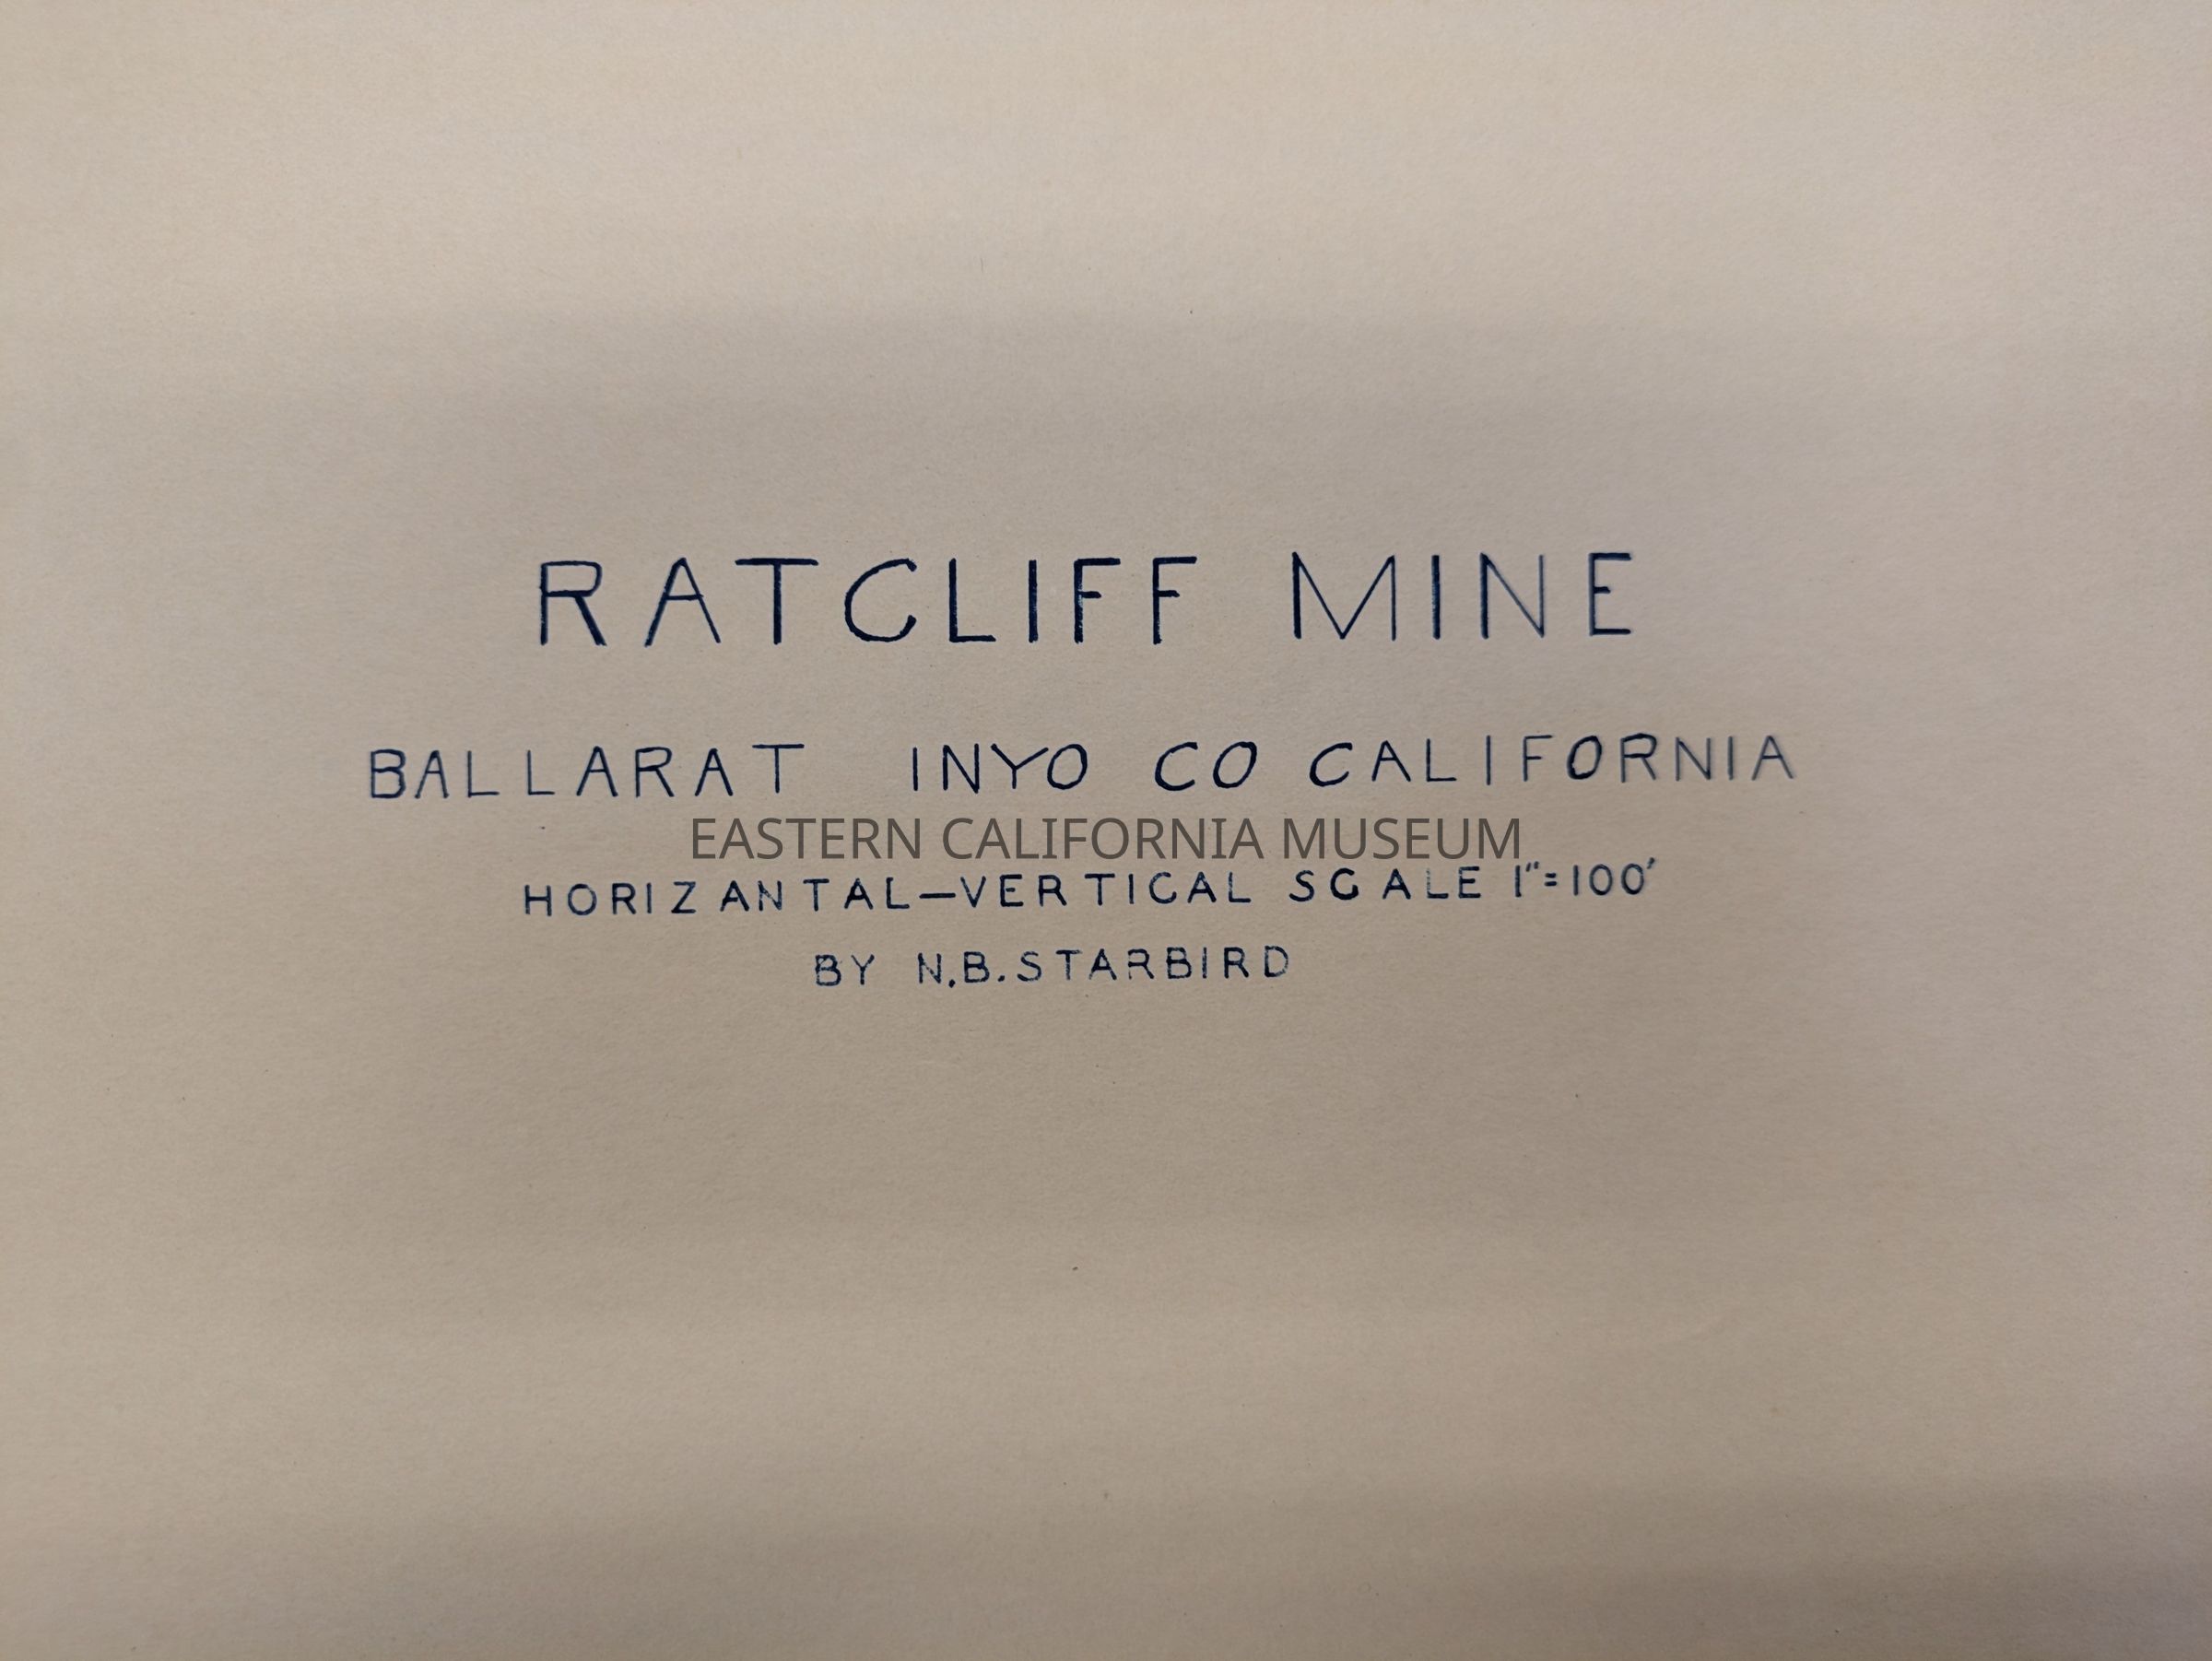 RATCLIFF MINE
BALLARAT INYO CO CALIFORNIA
EASTERN CALIFORNIA MUSEUM
HORIZANTAL—VERTICAL SCALE 1"=100'
BY N.B. STARBIRD